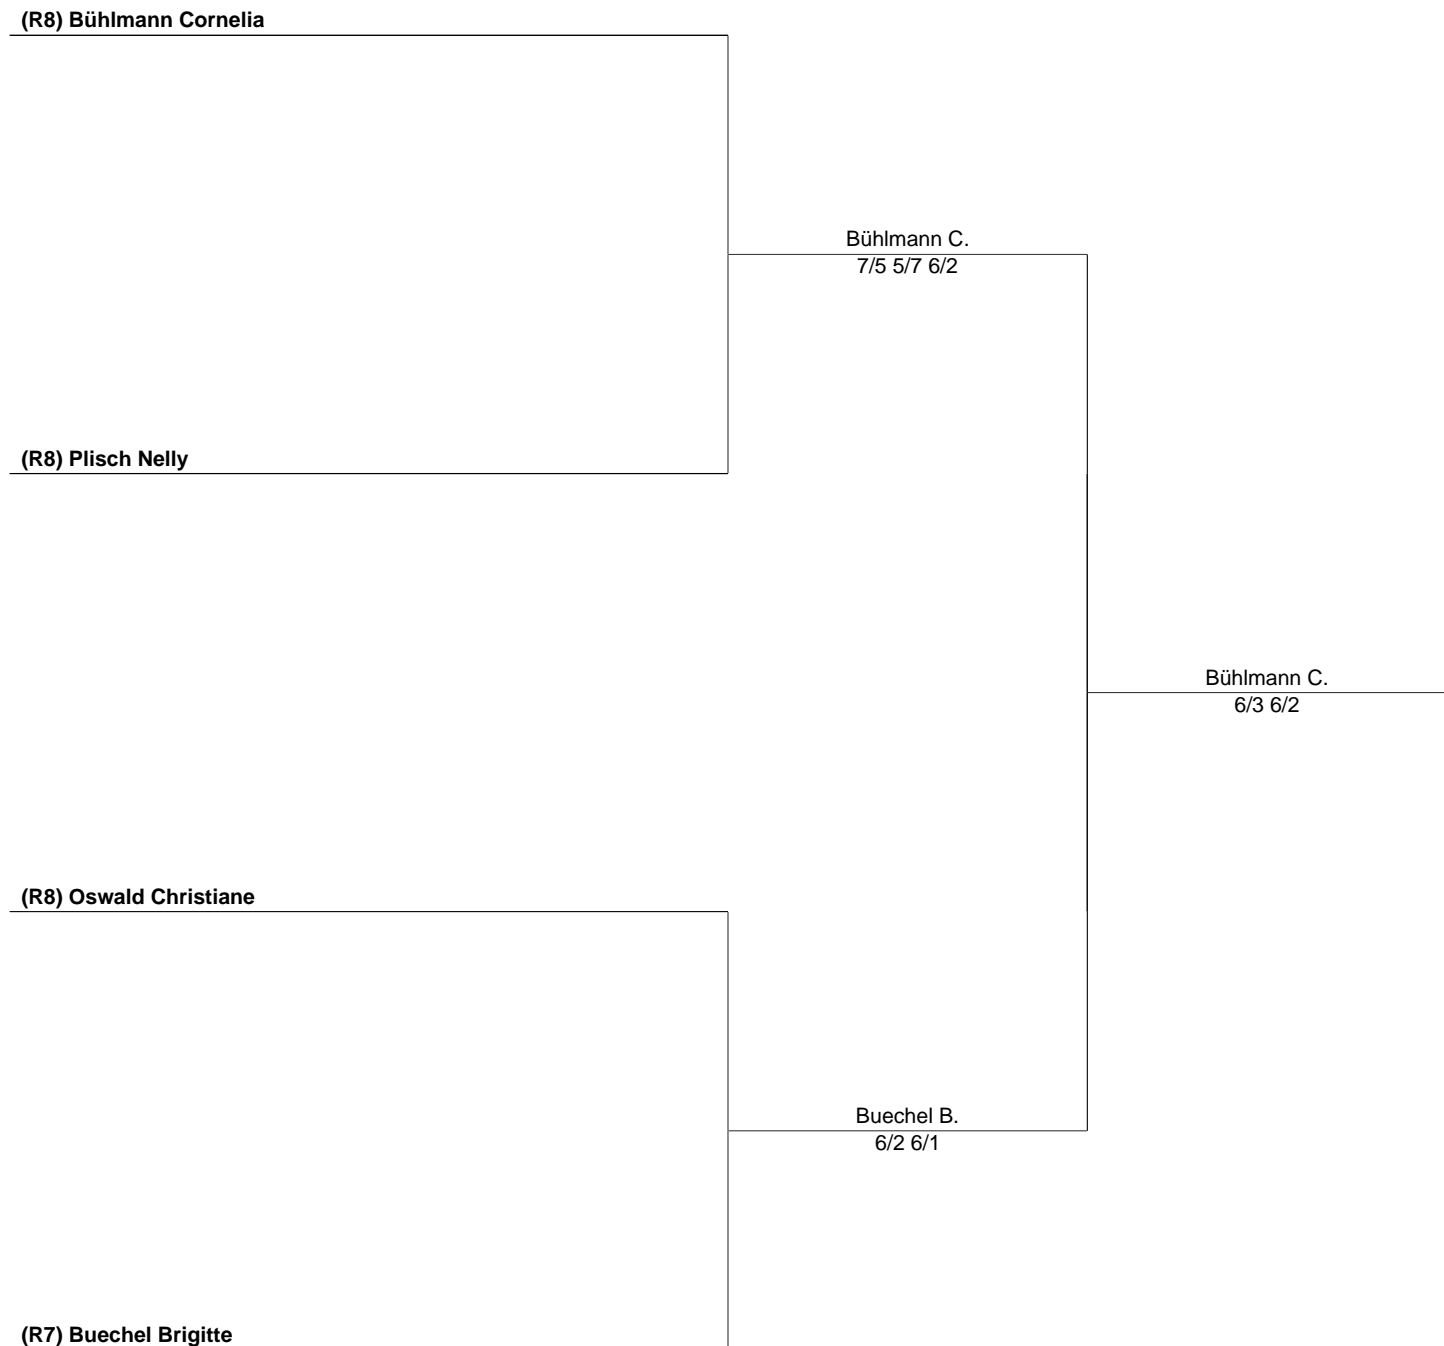 (R8) Bühlmann Cornelia
Bühlmann C.
7/5 5/7 6/2
(R8) Plisch Nelly
Bühlmann C.
6/3 6/2
(R8) Oswald Christiane
Buechel B.
6/2 6/1
(R7) Buechel Brigitte